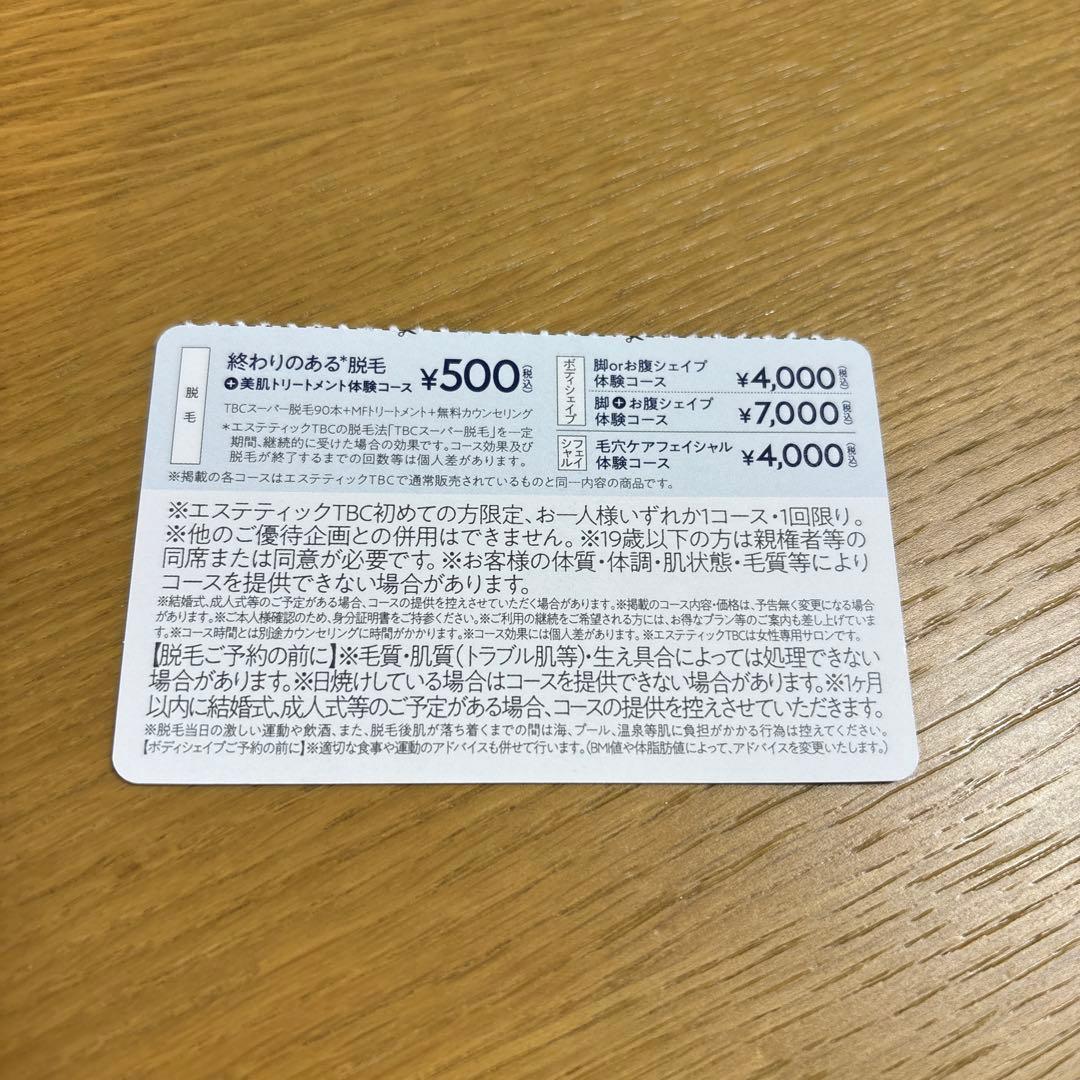 脱毛
終わりのある*脱毛
+美肌トリートメント体験コース ¥500(税込)
TBCスーパー脱毛90本+MFトリートメント+無料カウンセリング
*エステティックTBCの脱毛法「TBCスーパー脱毛」を一定
期間、継続的に受けた場合の効果です。コース効果及び
脱毛が終了するまでの回数等は個人差があります。
ボディシェイプ
脚orお腹シェイプ
体験コース ¥4,000(税込)
脚+お腹シェイプ
体験コース ¥7,000(税込)
フェイシャル
毛穴ケアフェイシャル
体験コース ¥4,000(税込)
※掲載の各コースはエステティックTBCで通常販売されているものと同一内容の商品です。
※エステティックTBC初めての方限定、お一人様いずれか1コース・1回限り。
※他のご優待企画との併用はできません。※19歳以下の方は親権者等の
同席または同意が必要です。※お客様の体質・体調・肌状態・毛質等により
コースを提供できない場合があります。
※結婚式、成人式等のご予定がある場合、コースの提供を控えさせていただく場合があります。※掲載のコース内容・価格は、予告無く変更になる場合
があります。※ご本人様確認のため、身分証明書をご持参ください。※ご利用の継続をご希望される方には、お得なプラン等のご案内も差し上げていま
す。※コース時間とは別途カウンセリングに時間がかかります。※コース効果には個人差があります。※エステティックTBCは女性専用サロンです。
【脱毛ご予約の前に】※毛質・肌質(トラブル肌等)・生え具合によっては処理できない
場合があります。※日焼けしている場合はコースを提供できない場合があります。※1ヶ月
以内に結婚式、成人式等のご予定がある場合、コースの提供を控えさせていただきます。
※脱毛当日の激しい運動や飲酒、また、脱毛後肌が落ち着くまでの間は海、プール、温泉等肌に負担がかかる行為は控えてください。
【ボディシェイプご予約の前に】※適切な食事や運動のアドバイスも併せて行います。(BMI値や体脂肪値によって、アドバイスを変更いたします。)